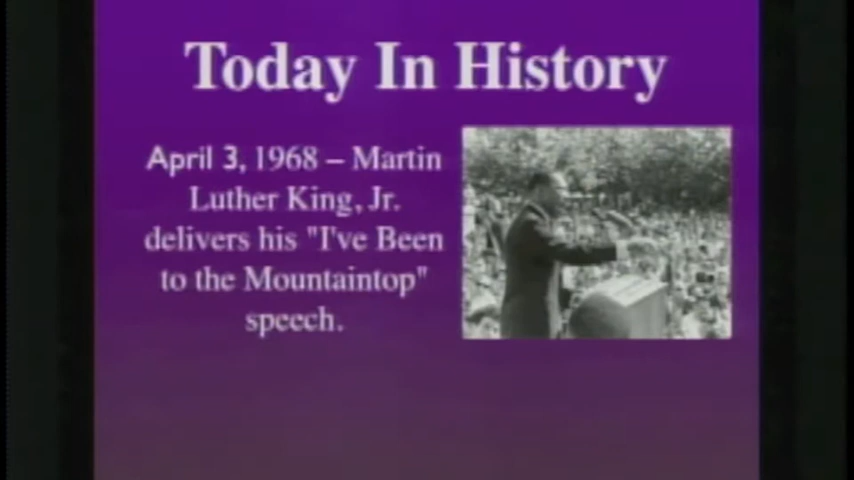 Today In History
April 3, 1968 – Martin
Luther King, Jr.
delivers his "I've Been
to the Mountaintop"
speech.